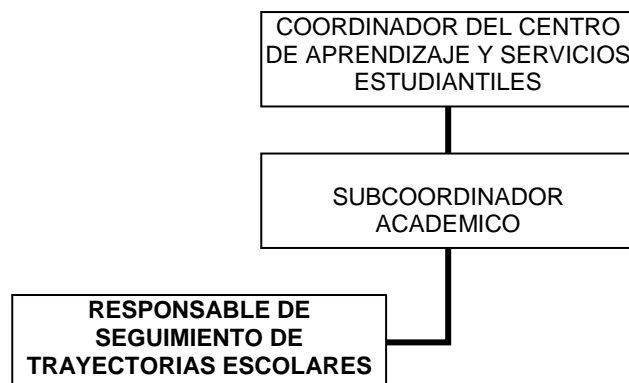 COORDINADOR DEL CENTRO
DE APRENDIZAJE Y SERVICIOS
ESTUDIANTILES
SUBCOORDINADOR
ACADEMICO
RESPONSABLE DE
SEGUIMIENTO DE
TRAYECTORIAS ESCOLARES